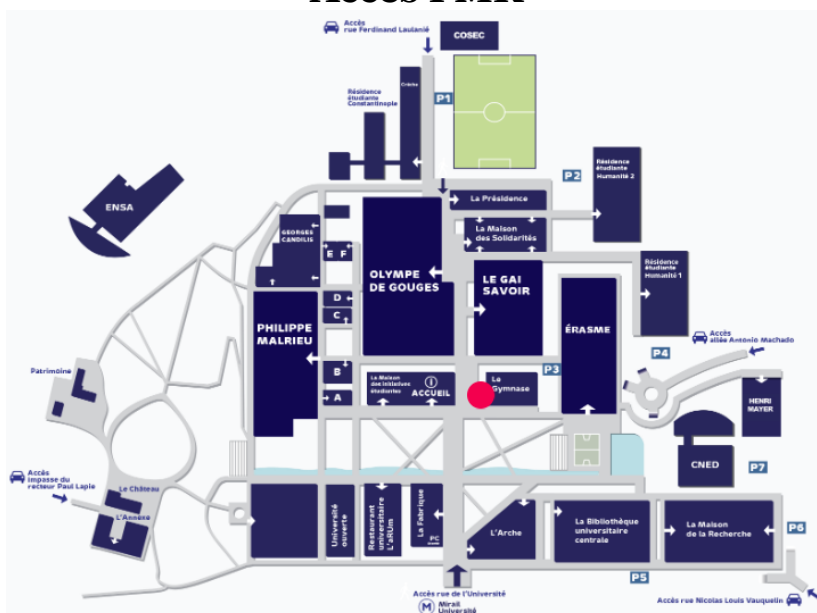 Accès PMR
Accès
rue Ferdinand Laulanié
COSEC
Crèche
Résidence
étudiante
Constantinople
P1
P2
Résidence
étudiante
Humanité 2
ENSA
La Présidence
GEORGES
CANDILIS
La Maison
des Solidarités
E F
OLYMPE
DE GOUGES
LE GAI
SAVOIR
Résidence
étudiante
Humanité 1
D
C
PHILIPPE
MALRIEU
ÉRASME
Accès
allée Antonio Machado
P4
P3
B
Patrimoine
La Maison
des Initiatives
étudiantes
i
ACCUEIL
Le
Gymnase
A
HENRI
MAYER
CNED
P7
Accès
impasse du
recteur Paul Lapie
Le Château
L'Annexe
Université
ouverte
Restaurant
universitaire
L'aRUm
La Fabrique
PC
L'Arche
La Bibliothèque
universitaire
centrale
La Maison
de la Recherche
P6
P5
Accès rue de l'Université
M Mirail
Université
Accès rue Nicolas Louis Vauquelin